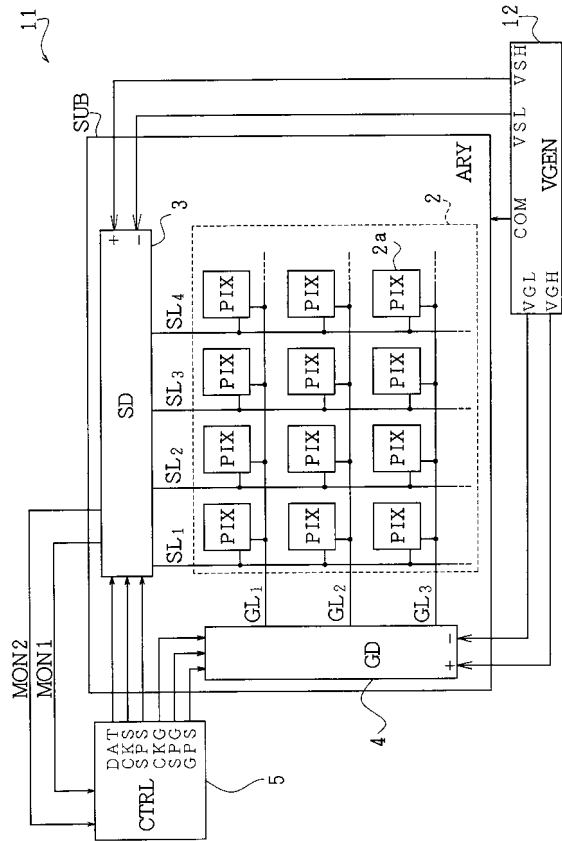 11
MON2
MON1
SUB
SD
3
+
−
DAT
CKS
SPS
CKG
SPG
GPS
CTRL
5
SL1
SL2
SL3
SL4
GL1
GL2
GL3
PIX
PIX
PIX
PIX
PIX
PIX
PIX
PIX
PIX
PIX
PIX
PIX
2a
2
ARY
GD
+
−
4
VGL
VGH
COM
VSL
VSH
VGEN
12